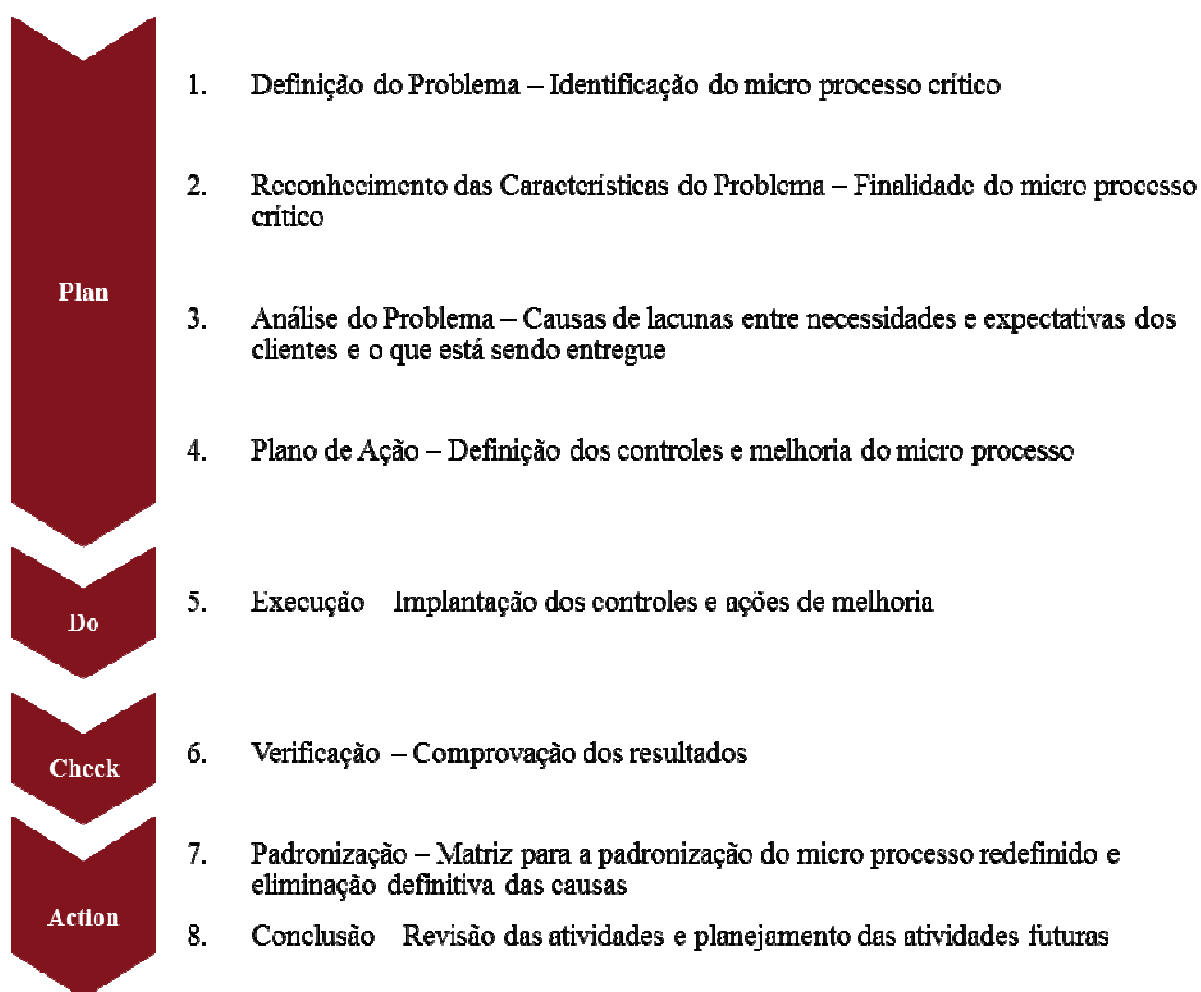 1. Definição do Problema – Identificação do micro processo crítico
2. Reconhecimento das Características do Problema – Finalidade do micro processo
crítico
Plan
3. Análise do Problema – Causas de lacunas entre necessidades e expectativas dos
clientes e o que está sendo entregue
4. Plano de Ação – Definição dos controles e melhoria do micro processo
Do
5. Execução Implantação dos controles e ações de melhoria
Check
6. Verificação – Comprovação dos resultados
7. Padronização – Matriz para a padronização do micro processo redefinido e
eliminação definitiva das causas
Action
8. Conclusão Revisão das atividades e planejamento das atividades futuras